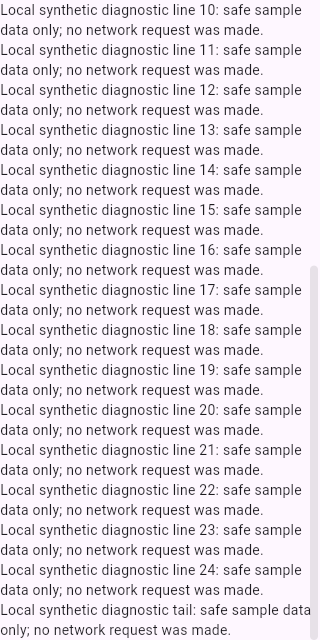 Local synthetic diagnostic line 10: safe sample
data only; no network request was made.
Local synthetic diagnostic line 11: safe sample
data only; no network request was made.
Local synthetic diagnostic line 12: safe sample
data only; no network request was made.
Local synthetic diagnostic line 13: safe sample
data only; no network request was made.
Local synthetic diagnostic line 14: safe sample
data only; no network request was made.
Local synthetic diagnostic line 15: safe sample
data only; no network request was made.
Local synthetic diagnostic line 16: safe sample
data only; no network request was made.
Local synthetic diagnostic line 17: safe sample
data only; no network request was made.
Local synthetic diagnostic line 18: safe sample
data only; no network request was made.
Local synthetic diagnostic line 19: safe sample
data only; no network request was made.
Local synthetic diagnostic line 20: safe sample
data only; no network request was made.
Local synthetic diagnostic line 21: safe sample
data only; no network request was made.
Local synthetic diagnostic line 22: safe sample
data only; no network request was made.
Local synthetic diagnostic line 23: safe sample
data only; no network request was made.
Local synthetic diagnostic line 24: safe sample
data only; no network request was made.
Local synthetic diagnostic tail: safe sample data
only; no network request was made.